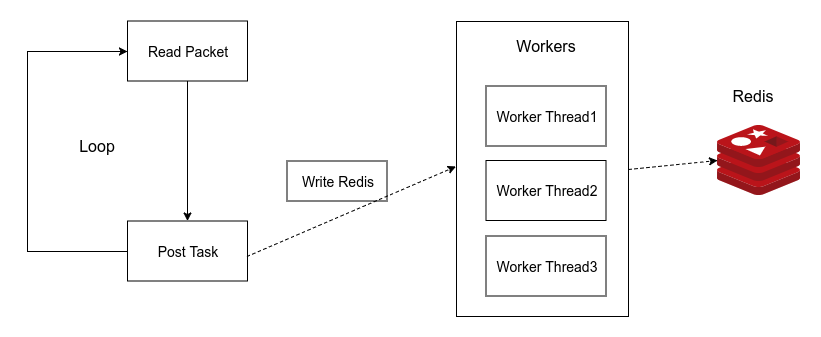 Read Packet
Loop
Post Task
Write Redis
Workers
Worker Thread1
Worker Thread2
Worker Thread3
Redis